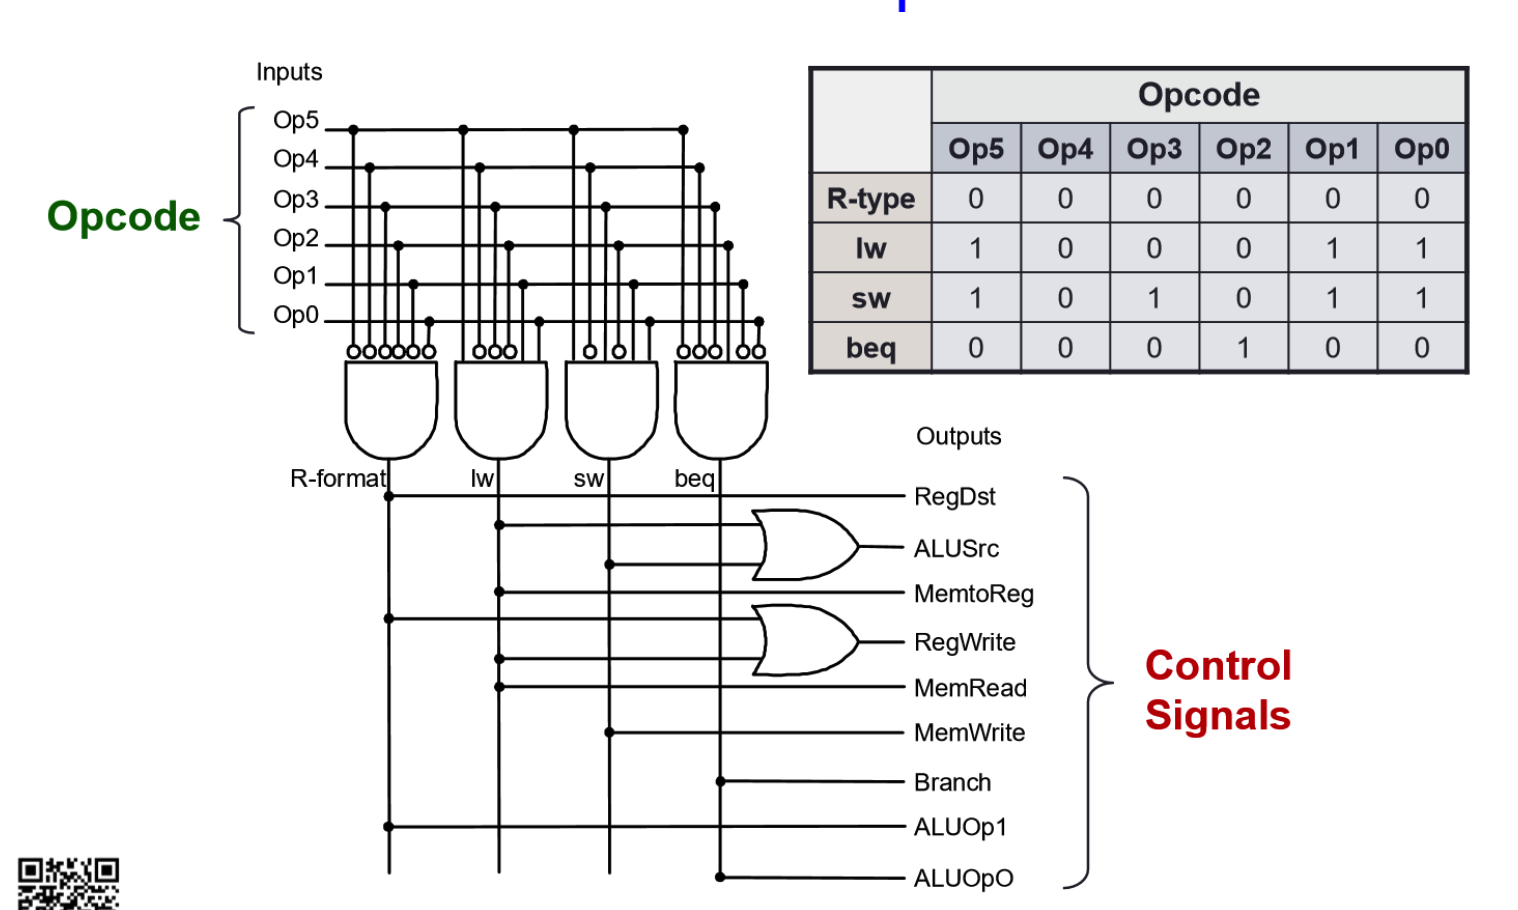 Inputs
Op5
Op4
Op3
Op2
Op1
Op0
Opcode
Opcode
Op5 Op4 Op3 Op2 Op1 Op0
R-type 0 0 0 0 0 0
lw 1 0 0 0 1 1
sw 1 0 1 0 1 1
beq 0 0 0 1 0 0
R-format lw sw beq
Outputs
RegDst
ALUSrc
MemtoReg
RegWrite
MemRead
MemWrite
Branch
ALUOp1
ALUOpO
Control
Signals